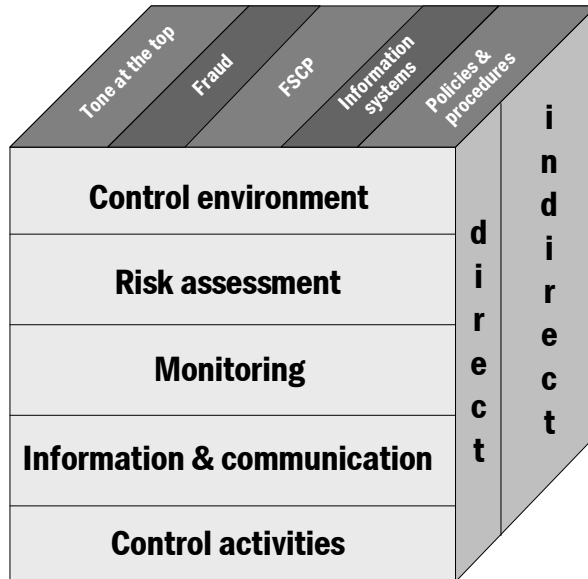 Tone at the top
Fraud
FSCP
Information
systems
Policies &
procedures
Control environment
Risk assessment
Monitoring
Information & communication
Control activities
direct
indirect